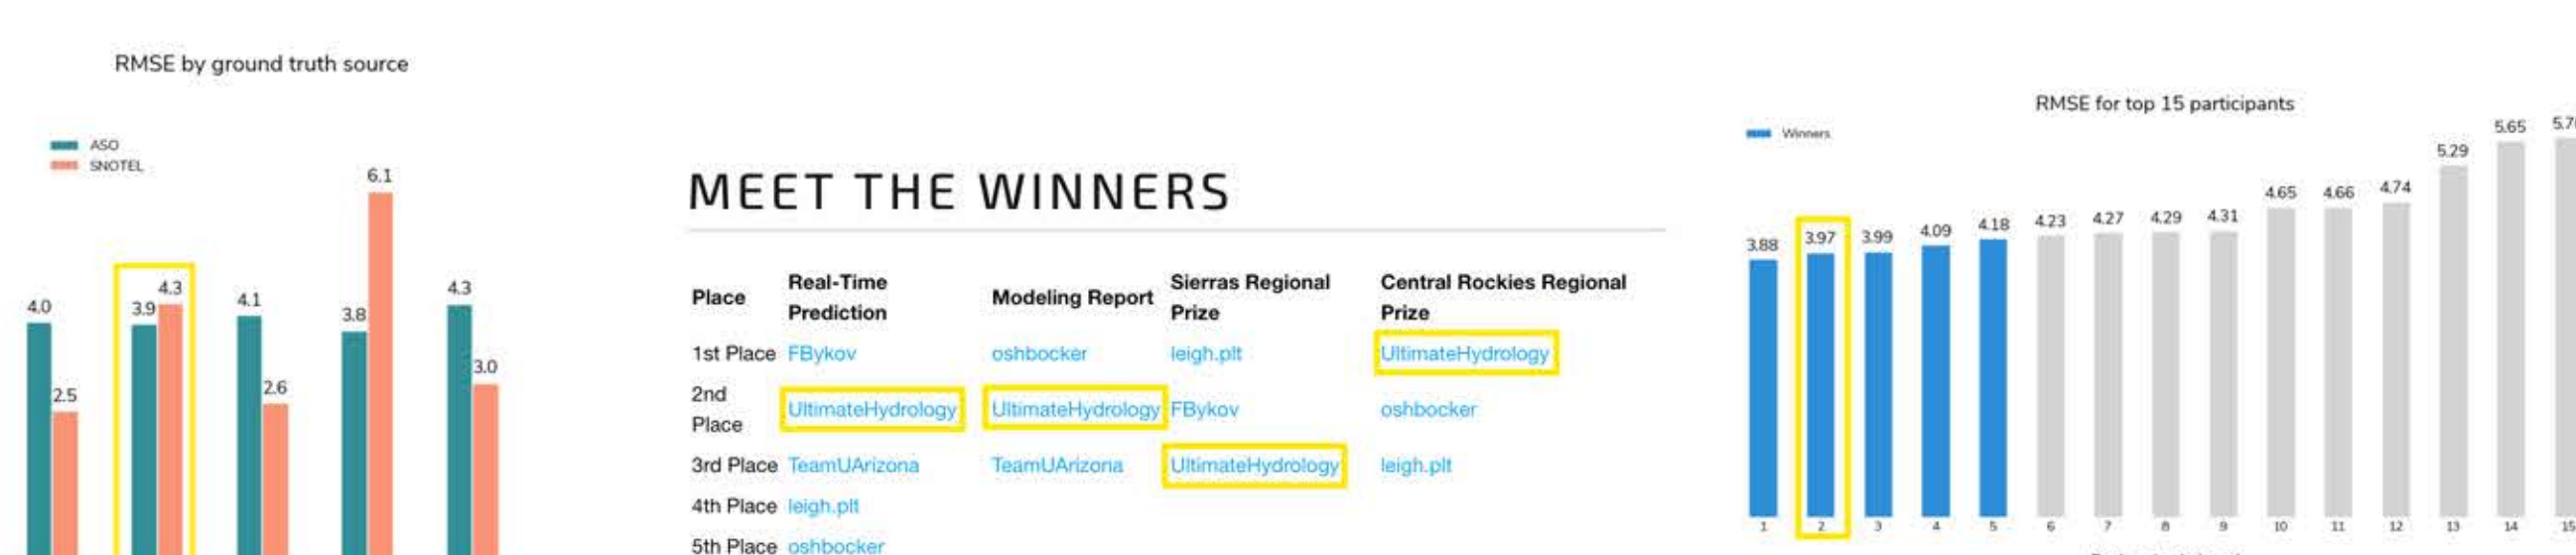 RMSE by ground truth source
ASO
SNOTEL
4.0
2.5
3.9
4.3
4.1
2.6
3.8
6.1
4.3
3.0
MEET THE WINNERS
Place Real-Time Prediction Modeling Report Sierras Regional Prize Central Rockies Regional Prize
1st Place FBykov oshbocker leigh.plt UltimateHydrology
2nd Place UltimateHydrology UltimateHydrology FBykov oshbocker
3rd Place TeamUArizona TeamUArizona UltimateHydrology leigh.plt
4th Place leigh.plt
5th Place oshbocker
RMSE for top 15 participants
Winners
3.88 3.97 3.99 4.09 4.18 4.23 4.27 4.29 4.31 4.65 4.66 4.74 5.29 5.65
1 2 3 4 5 6 7 8 9 10 11 12 13 14 15